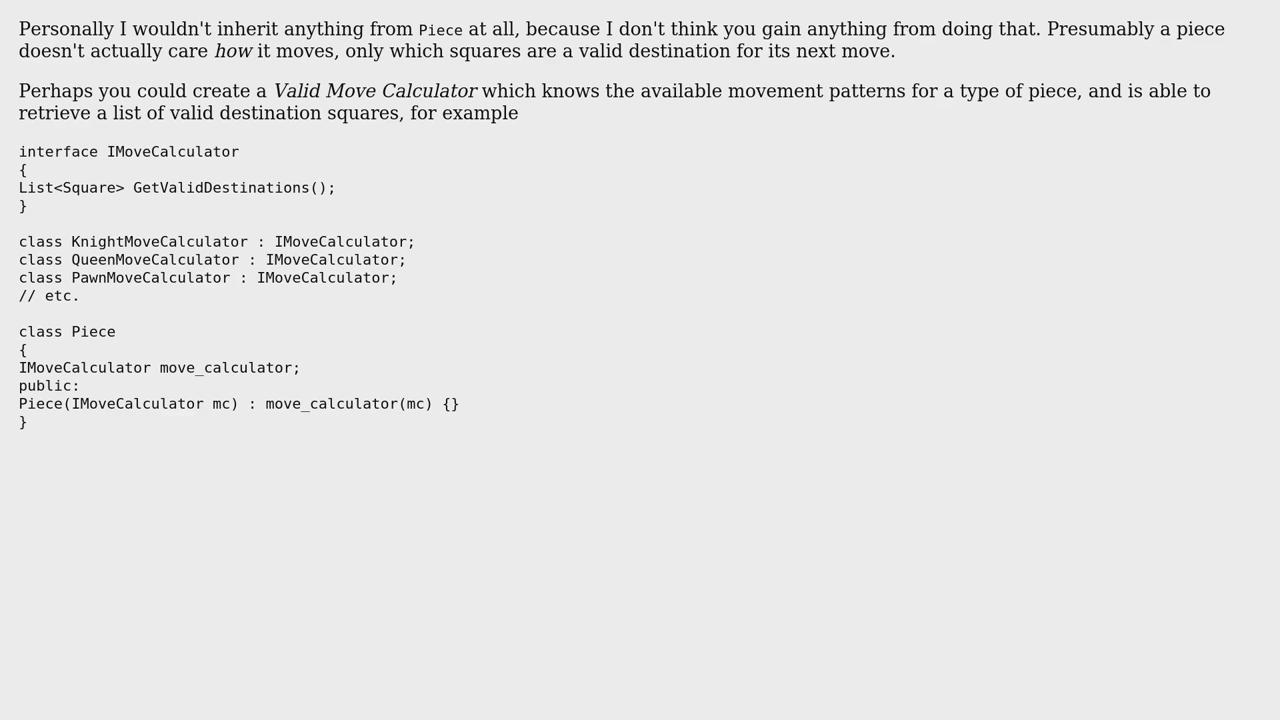 Personally I wouldn't inherit anything from Piece at all, because I don't think you gain anything from doing that. Presumably a piece
doesn't actually care how it moves, only which squares are a valid destination for its next move.
Perhaps you could create a Valid Move Calculator which knows the available movement patterns for a type of piece, and is able to
retrieve a list of valid destination squares, for example
interface IMoveCalculator
{
List<Square> GetValidDestinations();
}
class KnightMoveCalculator : IMoveCalculator;
class QueenMoveCalculator : IMoveCalculator;
class PawnMoveCalculator : IMoveCalculator;
// etc.
class Piece
{
IMoveCalculator move_calculator;
public:
Piece(IMoveCalculator mc) : move_calculator(mc) {}
}